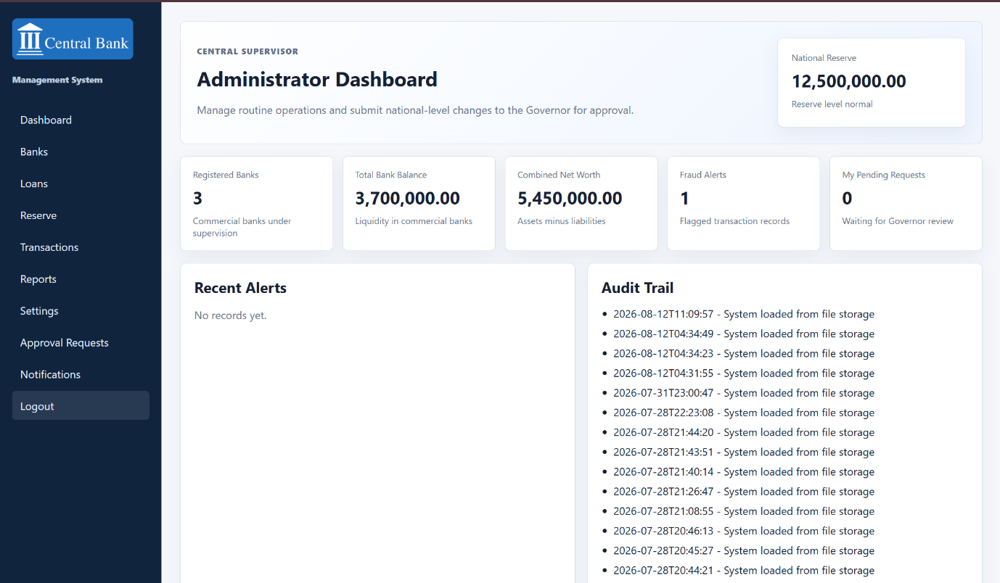 Central Bank
Management System
Dashboard
Banks
Loans
Reserve
Transactions
Reports
Settings
Approval Requests
Notifications
Logout
CENTRAL SUPERVISOR
Administrator Dashboard
Manage routine operations and submit national-level changes to the Governor for approval.
National Reserve
12,500,000.00
Reserve level normal
Registered Banks
3
Commercial banks under
supervision
Total Bank Balance
3,700,000.00
Liquidity in commercial banks
Combined Net Worth
5,450,000.00
Assets minus liabilities
Fraud Alerts
1
Flagged transaction records
My Pending Requests
0
Waiting for Governor review
Recent Alerts
No records yet.
Audit Trail
2026-08-12T11:09:57 - System loaded from file storage
2026-08-12T04:34:49 - System loaded from file storage
2026-08-12T04:34:23 - System loaded from file storage
2026-08-12T04:31:55 - System loaded from file storage
2026-07-31T23:00:47 - System loaded from file storage
2026-07-28T22:23:08 - System loaded from file storage
2026-07-28T21:44:20 - System loaded from file storage
2026-07-28T21:43:51 - System loaded from file storage
2026-07-28T21:40:14 - System loaded from file storage
2026-07-28T21:26:47 - System loaded from file storage
2026-07-28T21:08:55 - System loaded from file storage
2026-07-28T20:46:13 - System loaded from file storage
2026-07-28T20:45:27 - System loaded from file storage
2026-07-28T20:44:21 - System loaded from file storage